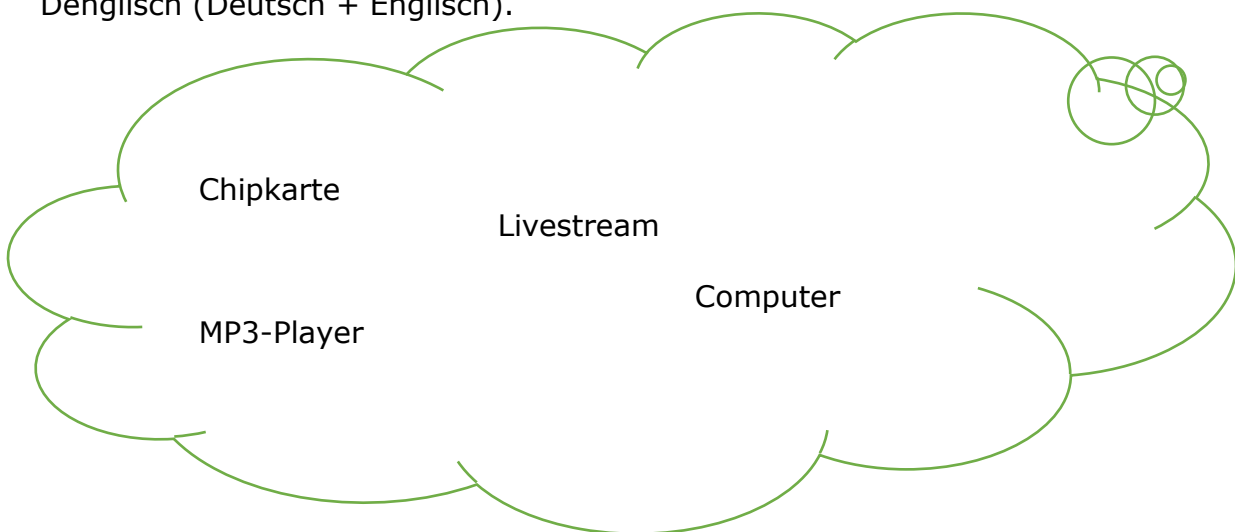 Denglisch (Deutsch + Englisch).
Chipkarte
Livestream
Computer
MP3-Player